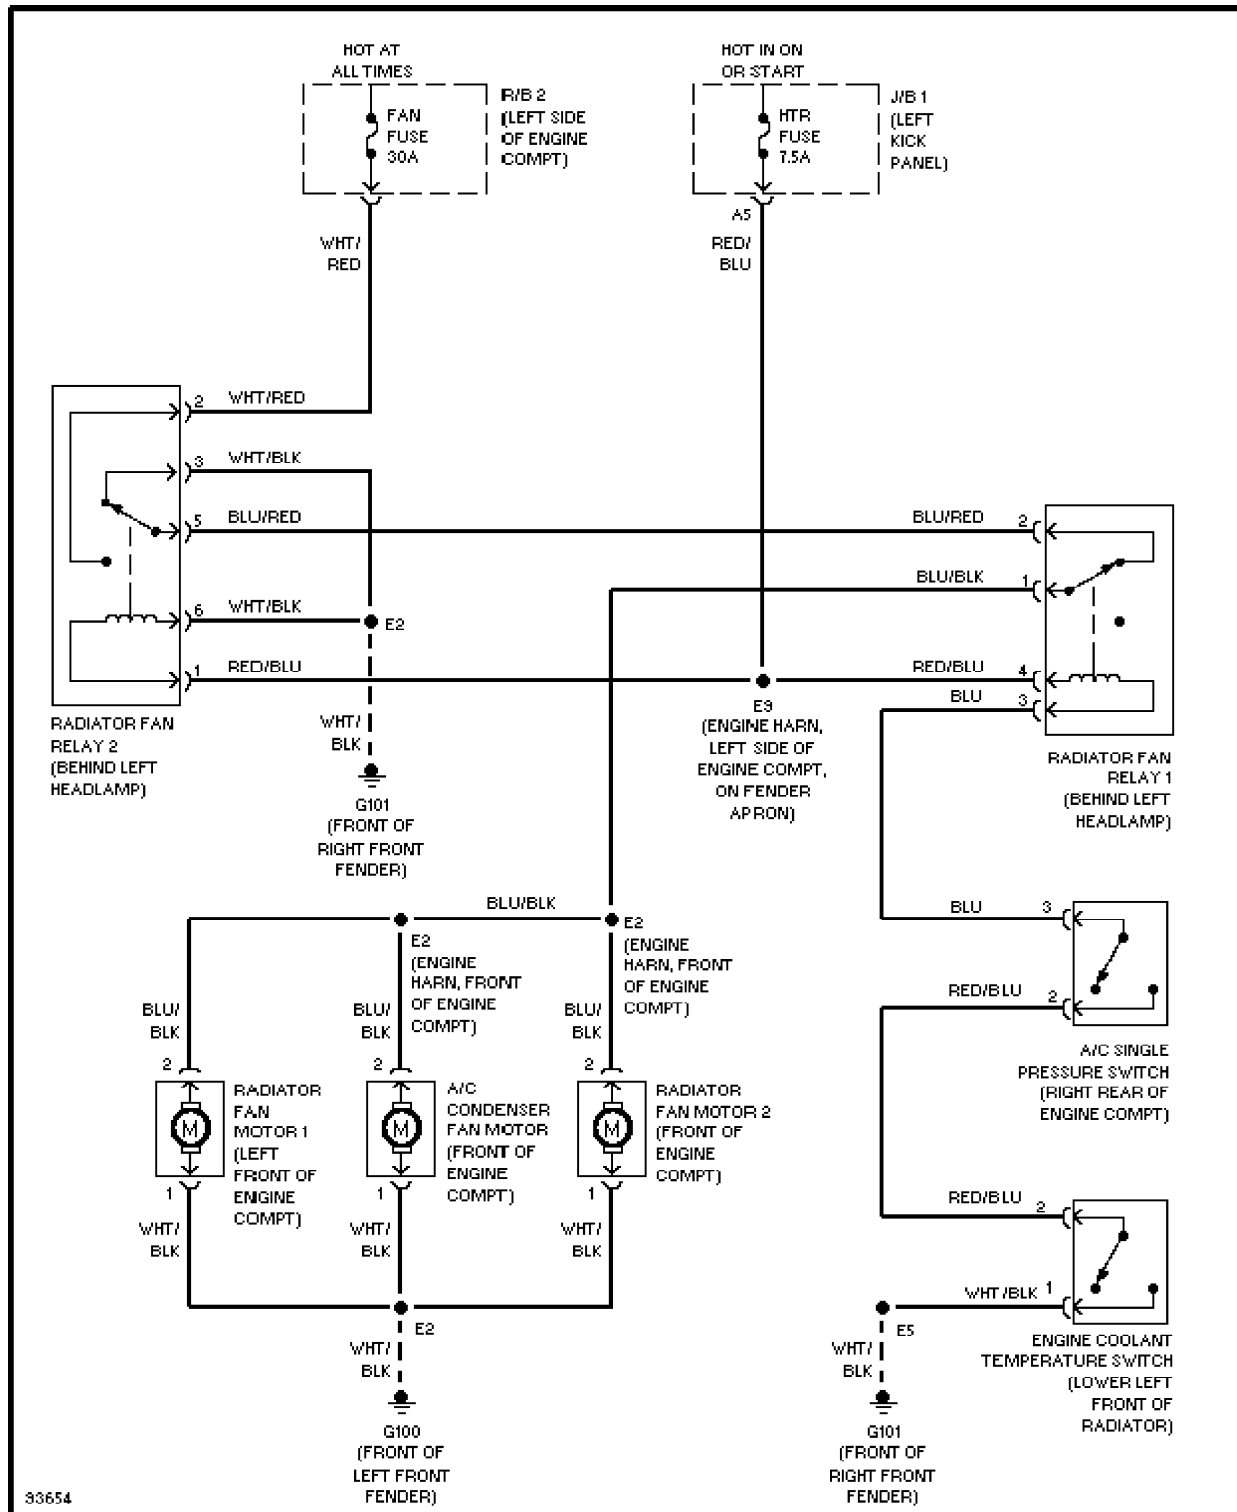 HOT AT
ALL TIMES
FAN
FUSE
30A
R/B 2
(LEFT SIDE
OF ENGINE
COMPT)
HOT IN ON
OR START
HTR
FUSE
7.5A
J/B 1
(LEFT
KICK
PANEL)
A5
WHT/
RED
RED/
BLU
2 WHT/RED
3 WHT/BLK
5 BLU/RED
6 WHT/BLK
E2
1 RED/BLU
RADIATOR FAN
RELAY 2
(BEHIND LEFT
HEADLAMP)
WHT/
BLK
G101
(FRONT OF
RIGHT FRONT
FENDER)
BLU/RED 2
BLU/BLK 1
RED/BLU 4
BLU 3
E9
(ENGINE HARN,
LEFT SIDE OF
ENGINE COMPT,
ON FENDER
APRON)
RADIATOR FAN
RELAY 1
(BEHIND LEFT
HEADLAMP)
BLU/BLK
E2
(ENGINE
HARN, FRONT
OF ENGINE
COMPT)
E2
(ENGINE
HARN, FRONT
OF ENGINE
COMPT)
BLU 3
RED/BLU 2
A/C SINGLE
PRESSURE SWITCH
(RIGHT REAR OF
ENGINE COMPT)
BLU/
BLK
2
M
1
RADIATOR
FAN
MOTOR 1
(LEFT
FRONT OF
ENGINE
COMPT)
BLU/
BLK
2
M
1
A/C
CONDENSER
FAN MOTOR
(FRONT OF
ENGINE
COMPT)
BLU/
BLK
2
M
1
RADIATOR
FAN MOTOR 2
(FRONT OF
ENGINE
COMPT)
WHT/
BLK
WHT/
BLK
WHT/
BLK
E2
WHT/
BLK
G100
(FRONT OF
LEFT FRONT
FENDER)
RED/BLU 2
WHT/BLK 1
E5
WHT/
BLK
G101
(FRONT OF
RIGHT FRONT
FENDER)
ENGINE COOLANT
TEMPERATURE SWITCH
(LOWER LEFT
FRONT OF
RADIATOR)
93654